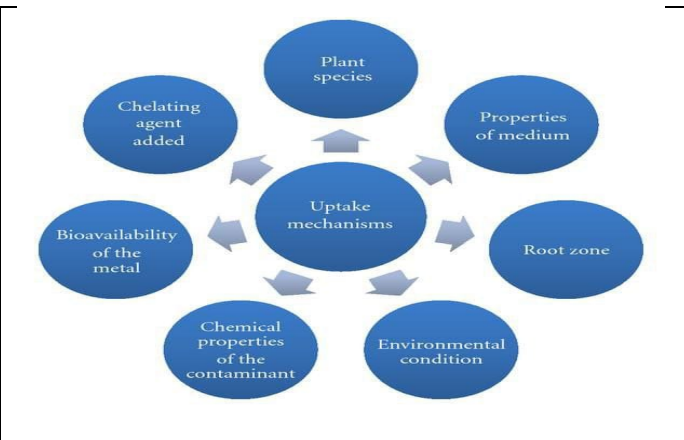 Plant
species
Chelating
agent
added
Properties
of medium
Uptake
mechanisms
Bioavailability
of the
metal
Root zone
Chemical
properties
of the
contaminant
Environmental
condition